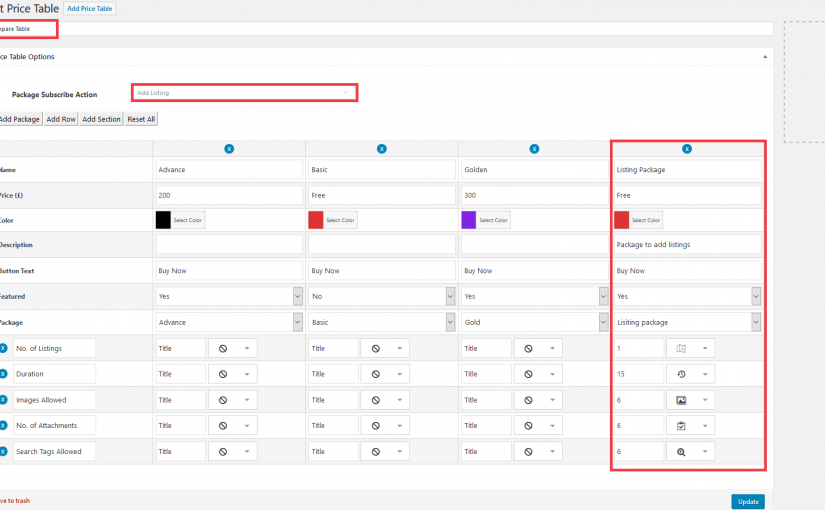 t Price Table Add Price Table
mpare Table
ce Table Options
Package Subscribe Action Add Listing
Add Package Add Row Add Section Reset All
X X X X
Name Advance Basic Golden Listing Package
Price (£) 200 Free 300 Free
Color Select Color Select Color Select Color Select Color
Description Package to add listings
Button Text Buy Now Buy Now Buy Now Buy Now
Featured Yes No Yes Yes
Package Advance Basic Gold Lisiting package
X No. of Listings Title Title Title 1
X Duration Title Title Title 15
X Images Allowed Title Title Title 6
X No. of Attachments Title Title Title 6
X Search Tags Allowed Title Title Title 6
ve to trash Update